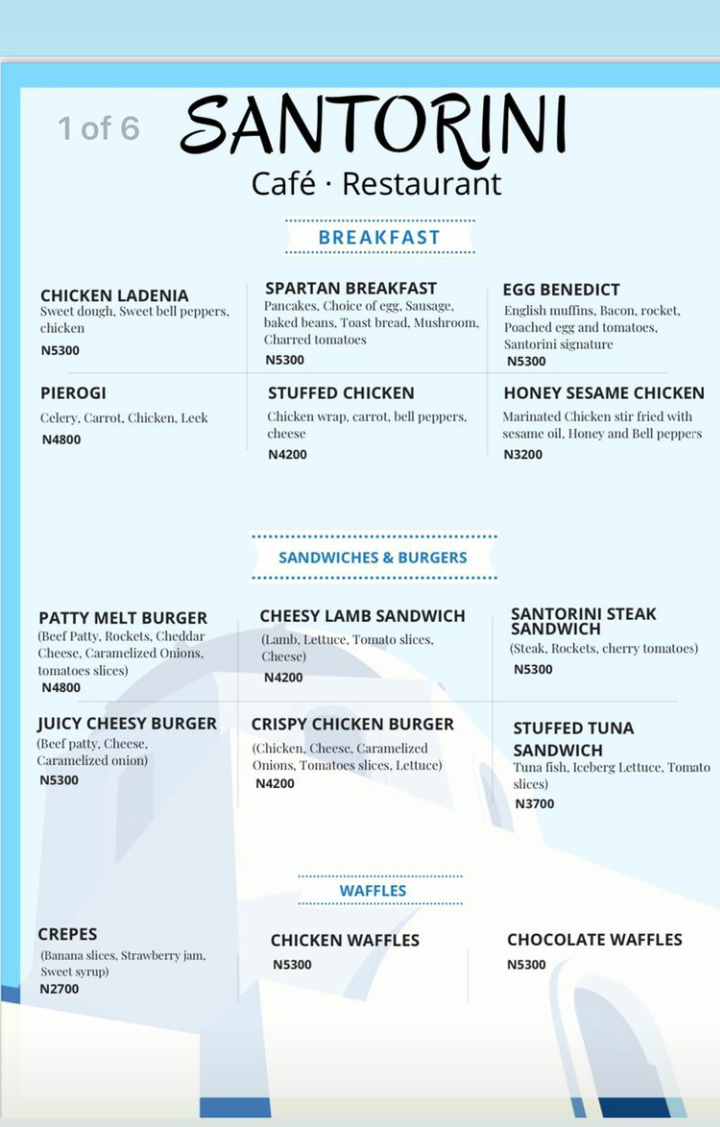 1 of 6
SANTORINI
Café · Restaurant
BREAKFAST
CHICKEN LADENIA
Sweet dough, Sweet bell peppers,
chicken
N5300
SPARTAN BREAKFAST
Pancakes, Choice of egg, Sausage,
baked beans, Toast bread, Mushroom,
Charred tomatoes
N5300
EGG BENEDICT
English muffins, Bacon, rocket,
Poached egg and tomatoes,
Santorini signature
N5300
PIEROGI
Celery, Carrot, Chicken, Leek
N4800
STUFFED CHICKEN
Chicken wrap, carrot, bell peppers,
cheese
N4200
HONEY SESAME CHICKEN
Marinated Chicken stir fried with
sesame oil, Honey and Bell peppers
N3200
SANDWICHES & BURGERS
PATTY MELT BURGER
(Beef Patty, Rockets, Cheddar
Cheese, Caramelized Onions,
tomatoes slices)
N4800
CHEESY LAMB SANDWICH
(Lamb, Lettuce, Tomato slices,
Cheese)
N4200
SANTORINI STEAK
SANDWICH
(Steak, Rockets, cherry tomatoes)
N5300
JUICY CHEESY BURGER
(Beef patty, Cheese,
Caramelized onion)
N5300
CRISPY CHICKEN BURGER
(Chicken, Cheese, Caramelized
Onions, Tomatoes slices, Lettuce)
N4200
STUFFED TUNA
SANDWICH
Tuna fish, Iceberg Lettuce, Tomato
slices)
N3700
WAFFLES
CREPES
(Banana slices, Strawberry jam,
Sweet syrup)
N2700
CHICKEN WAFFLES
N5300
CHOCOLATE WAFFLES
N5300